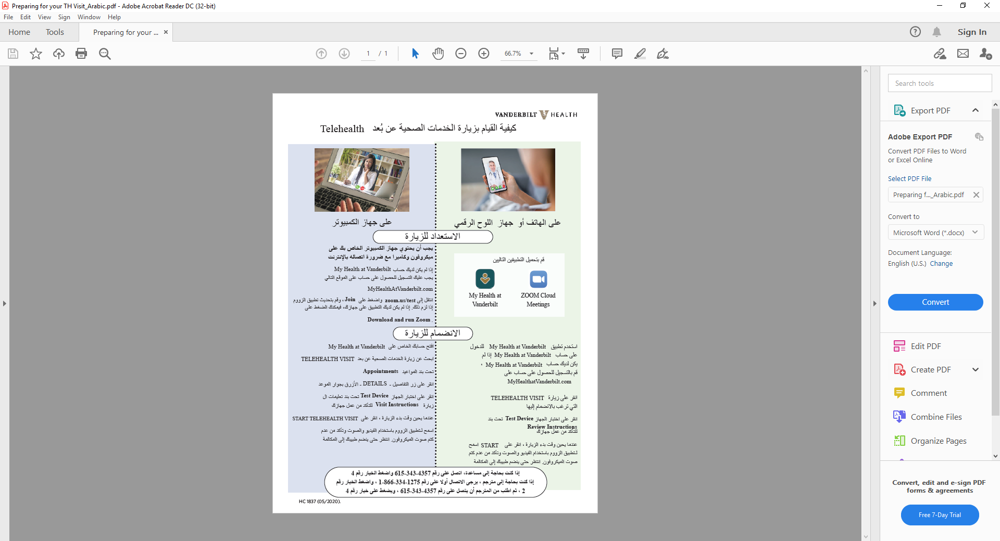 Preparing for your TH Visit_Arabic.pdf - Adobe Acrobat Reader DC (32-bit)
File Edit View Sign Window Help
Home Tools Preparing for your ... ×
Sign In
1 / 1 66.7%
VANDERBILT HEALTH
كيفية القيام بزيارة الخدمات الصحية عن بُعد Telehealth
على الهاتف أو جهاز اللوح الرقمي
على جهاز الكمبيوتر
الاستعداد للزيارة
قم بتحميل التطبيقين التاليين
My Health at
Vanderbilt
ZOOM Cloud
Meetings
يجب أن يحتوي جهاز الكمبيوتر الخاص بك على
ميكروفون وكاميرا مع ضرورة اتصاله بالإنترنت
إذا لم يكن لديك حساب My Health at Vanderbilt
يجب عليك التسجيل للحصول على حساب على الموقع التالي
MyHealthAtVanderbilt.com
انتقل إلى zoom.us/test واضغط على Join ، وقم بتحديث تطبيق الزووم
إذا لزم ذلك. إذا لم يكن لديك التطبيق على جهازك، فيمكنك الضغط على
Download and run Zoom .
الانضمام للزيارة
استخدم تطبيق My Health at Vanderbilt للدخول
على حساب My Health at Vanderbilt إذا لم
يكن لديك حساب My Health at Vanderbilt ،
قم بالتسجيل للحصول على حساب على
MyHealthatVanderbilt.com
انقر على زيارة TELEHEALTH VISIT
التي ترغب بالانضمام إليها
انقر على اختبار الجهاز Test Device تحت بند
Review Instructions
للتأكد من عمل جهازك
عندما يحين وقت بدء الزيارة ، انقر على START اسمح
لـتطبيق الزووم باستخدام الفيديو والصوت وتأكد من عدم كتم
صوت الميكروفون. انتظر حتى ينضم طبيبك إلى المكالمة
افتح حسابك الخاص على My Health at Vanderbilt
ابحث عن زيارة الخدمات الصحية عن بعد TELEHEALTH VISIT
تحت بند المواعيد Appointments
انقر على زر التفاصيل - DETAILS - الأزرق بجوار الموعد
انقر على اختبار الجهاز Test Device تحت بند تعليمات ال
زيارة Visit Instructions للتأكد من عمل جهازك
عندما يحين وقت بدء الزيارة ، انقر على START TELEHEALTH VISIT
اسمح لـتطبيق الزووم باستخدام الفيديو والصوت وتأكد من عدم
كتم صوت الميكروفون. انتظر حتى ينضم طبيبك إلى المكالمة
إذا كنت بحاجة إلى مساعدة، اتصل على رقم 615-343-4357 واضغط الخيار رقم 4
إذا كنت بحاجة إلى مترجم ، يرجى الاتصال أولا على رقم 1-866-334-1275 ، واضغط الخيار رقم
2 ، ثم اطلب من المترجم أن يتصل على رقم 615-343-4357 ، ويضغط على خيار رقم 4
HC 1837 (05/2020).
Search tools
Export PDF
Adobe Export PDF
Convert PDF Files to Word
or Excel Online
Select PDF File
Preparing f..._Arabic.pdf
Convert to
Microsoft Word (*.docx)
Document Language:
English (U.S.) Change
Convert
Edit PDF
Create PDF
Comment
Combine Files
Organize Pages
Convert, edit and e-sign PDF
forms & agreements
Free 7-Day Trial